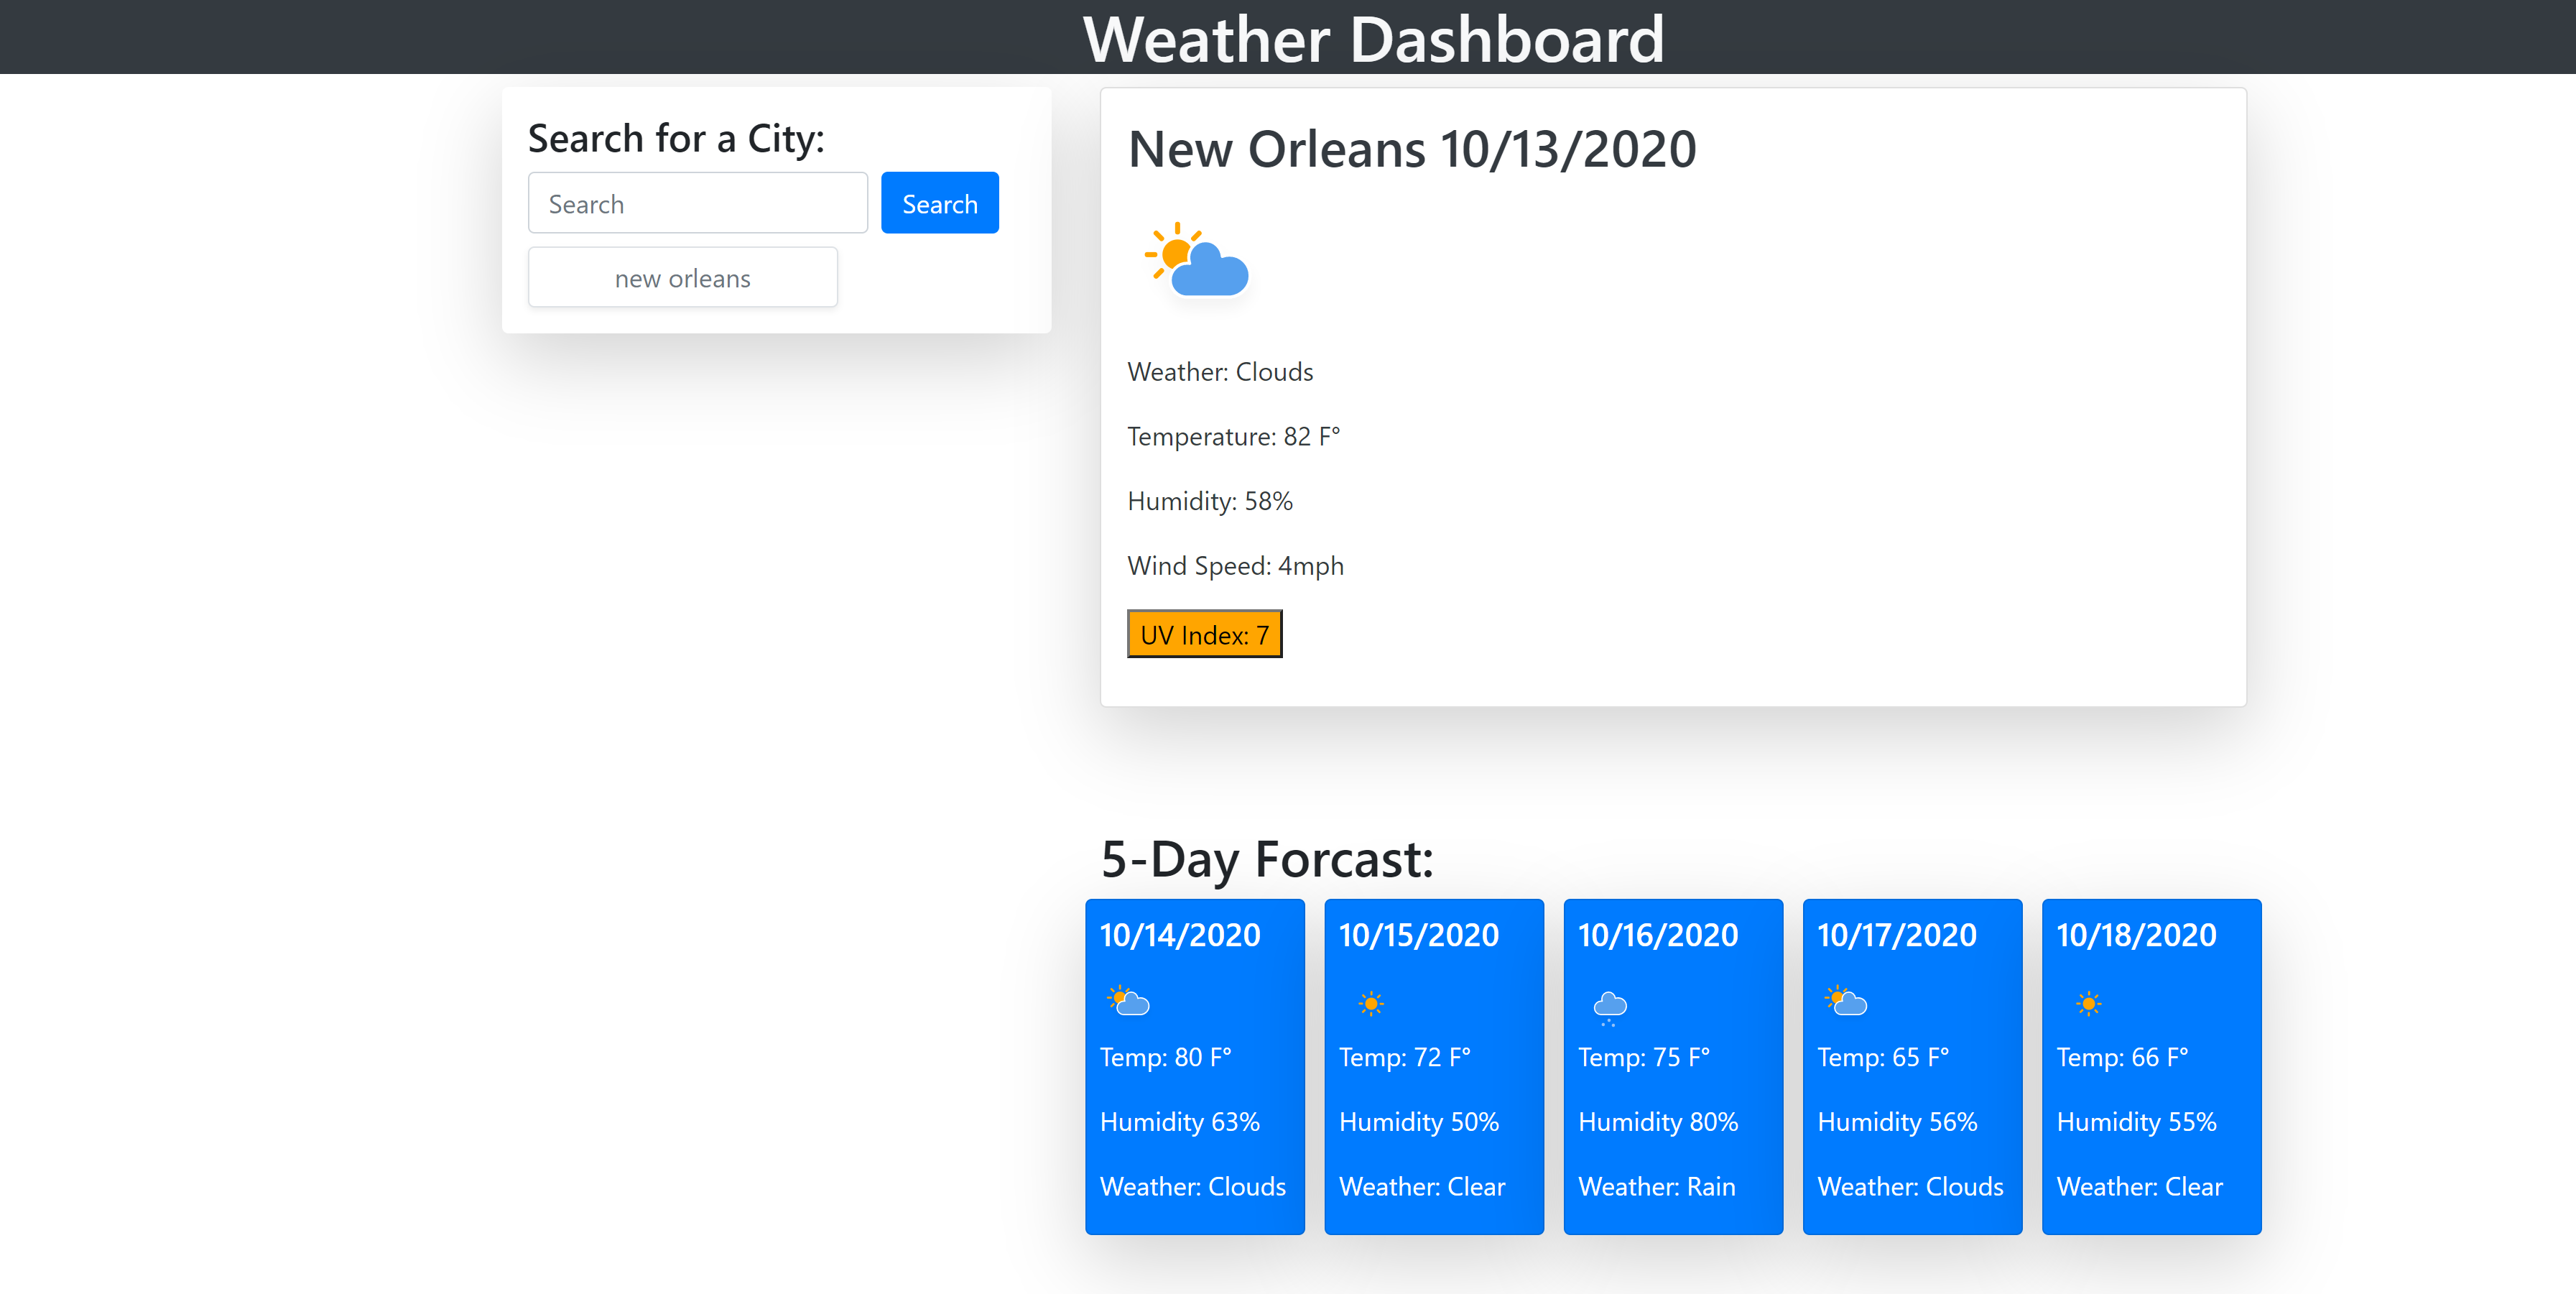 Weather Dashboard
Search for a City:
Search
Search
new orleans
New Orleans 10/13/2020
Weather: Clouds
Temperature: 82 F°
Humidity: 58%
Wind Speed: 4mph
UV Index: 7
5-Day Forcast:
10/14/2020
Temp: 80 F°
Humidity 63%
Weather: Clouds
10/15/2020
Temp: 72 F°
Humidity 50%
Weather: Clear
10/16/2020
Temp: 75 F°
Humidity 80%
Weather: Rain
10/17/2020
Temp: 65 F°
Humidity 56%
Weather: Clouds
10/18/2020
Temp: 66 F°
Humidity 55%
Weather: Clear